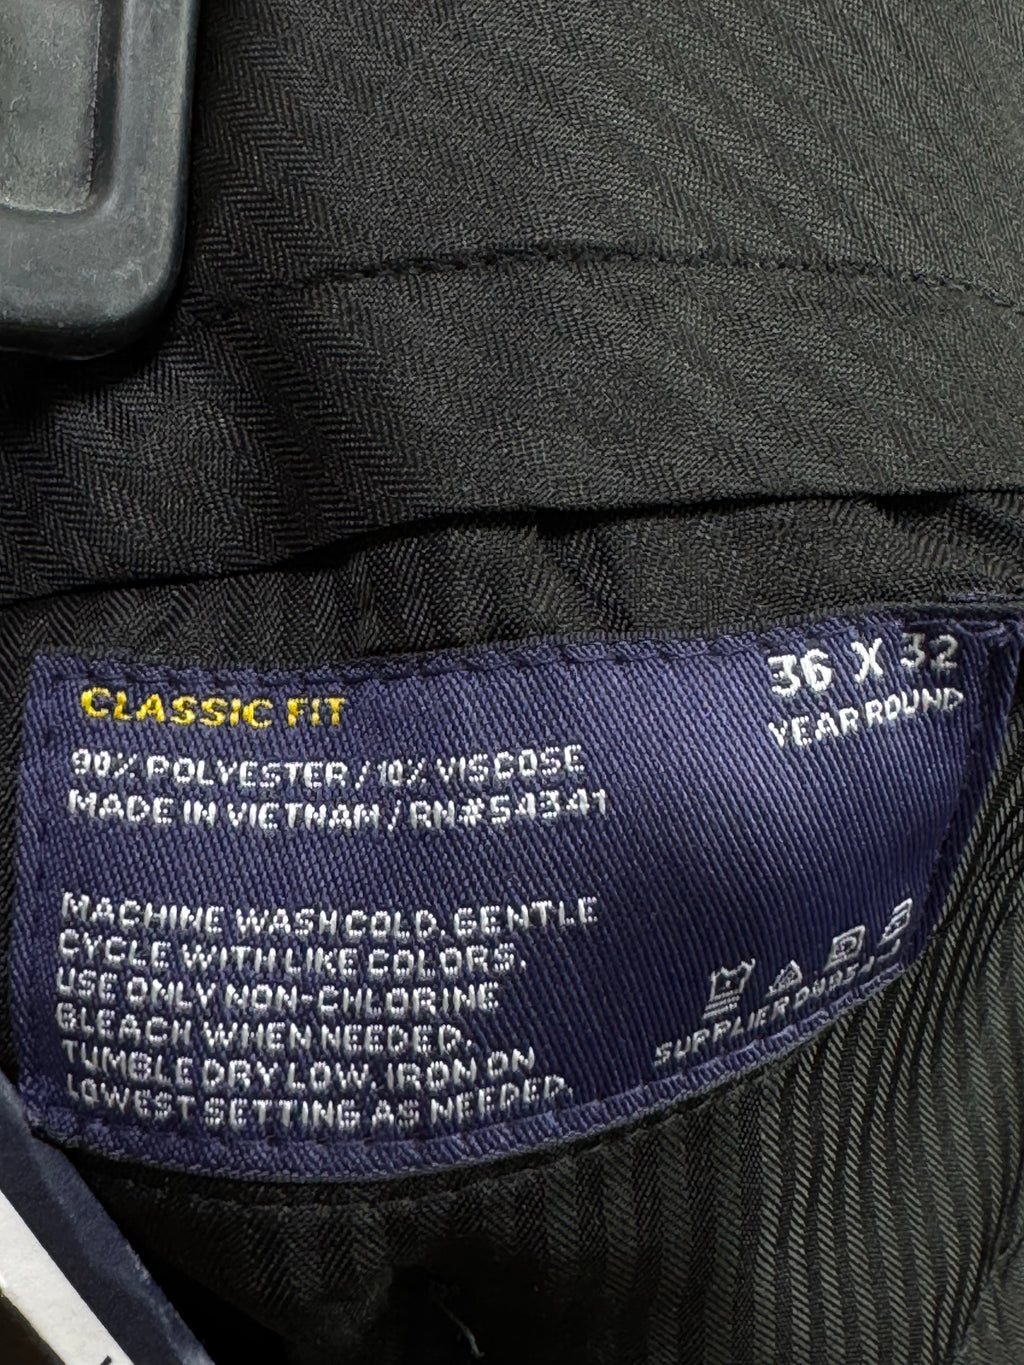 CLASSIC FIT
36 X 32
YEAR ROUND
90% POLYESTER / 10% VISCOSE
MADE IN VIETNAM / RN# 54341
MACHINE WASH COLD, GENTLE
CYCLE WITH LIKE COLORS.
USE ONLY NON-CHLORINE
BLEACH WHEN NEEDED.
TUMBLE DRY LOW. IRON ON
LOWEST SETTING AS NEEDED.
SUPPLIER